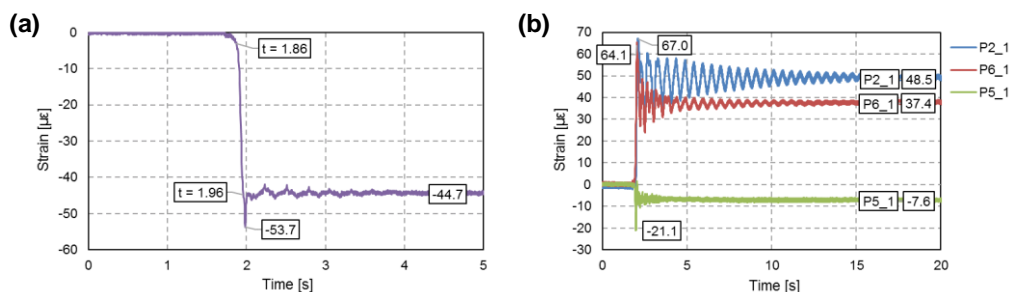 (a)
Strain [με]
0
-10
-20
-30
-40
-50
-60
t = 1.86
t = 1.96
-44.7
-53.7
0 1 2 3 4 5
Time [s]
(b)
Strain [με]
70
60
50
40
30
20
10
0
-10
-20
-30
64.1
67.0
P2_1 48.5
P6_1 37.4
P5_1 -7.6
-21.1
0 5 10 15 20
Time [s]
P2_1
P6_1
P5_1